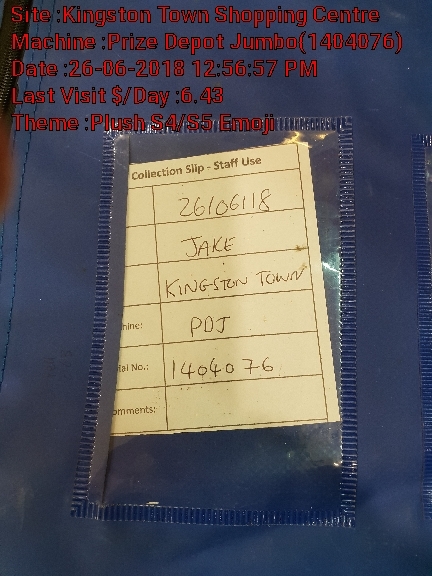 Site :Kingston Town Shopping Centre
Machine :Prize Depot Jumbo(1404076)
Date :26-06-2018 12:56:57 PM
Last Visit $/Day :6.43
Theme :Plush S4/S5 Emoji
Collection Slip - Staff Use
26/06/18
JAKE
KINGSTON TOWN
hine: PDJ
ial No.: 1404076
omments: